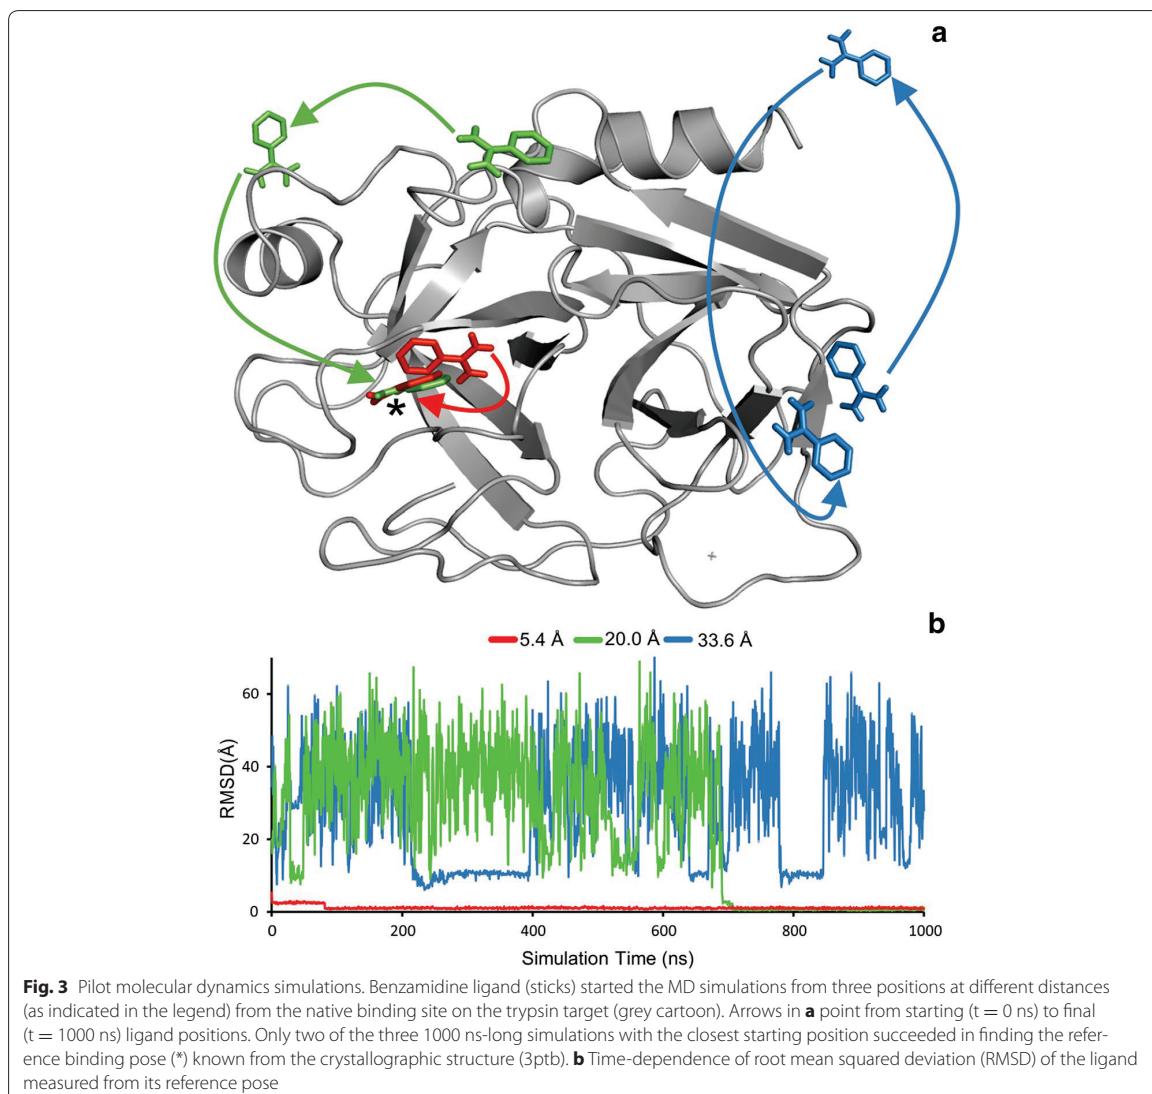 a
*
b
5.4 Å 20.0 Å 33.6 Å
60
40
20
0
RMSD(Å)
0 200 400 600 800 1000
Simulation Time (ns)
Fig. 3 Pilot molecular dynamics simulations. Benzamidine ligand (sticks) started the MD simulations from three positions at different distances
(as indicated in the legend) from the native binding site on the trypsin target (grey cartoon). Arrows in a point from starting (t = 0 ns) to final
(t = 1000 ns) ligand positions. Only two of the three 1000 ns-long simulations with the closest starting position succeeded in finding the refer-
ence binding pose (*) known from the crystallographic structure (3ptb). b Time-dependence of root mean squared deviation (RMSD) of the ligand
measured from its reference pose